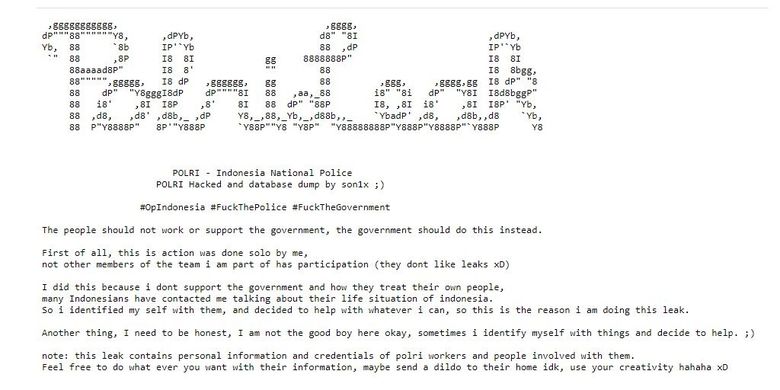 POLRI - Indonesia National Police
POLRI Hacked and database dump by son1x ;)
#OpIndonesia #FuckThePolice #FuckTheGovernment
The people should not work or support the government, the government should do this instead.
First of all, this is action was done solo by me,
not other members of the team i am part of has participation (they dont like leaks xD)
I did this because i dont support the government and how they treat their own people,
many Indonesians have contacted me talking about their life situation of indonesia.
So i identified my self with them, and decided to help with whatever i can, so this is the reason i am doing this leak.
Another thing, I need to be honest, I am not the good boy here okay, sometimes i identify myself with things and decide to help. ;)
note: this leak contains personal information and credentials of polri workers and people involved with them.
Feel free to do what ever you want with their information, maybe send a dildo to their home idk, use your creativity hahaha xD